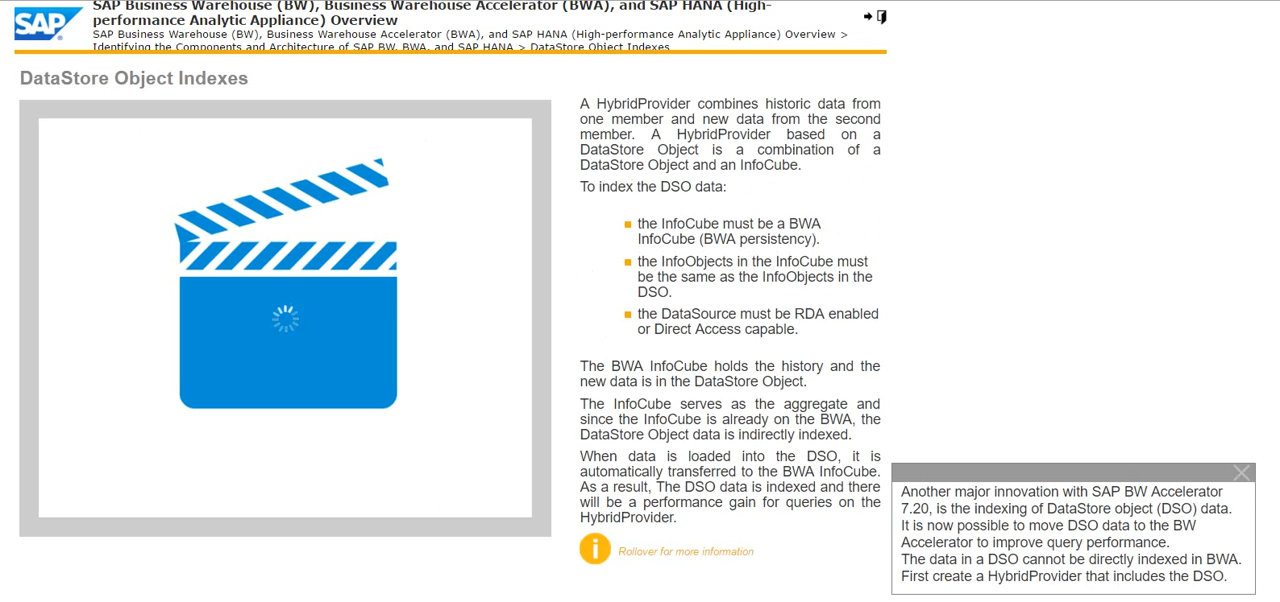 SAP
SAP Business Warehouse (BW), Business Warehouse Accelerator (BWA), and SAP HANA (High-
performance Analytic Appliance) Overview
SAP Business Warehouse (BW), Business Warehouse Accelerator (BWA), and SAP HANA (High-performance Analytic Appliance) Overview >
Identifying the Components and Architecture of SAP BW, BWA, and SAP HANA > DataStore Object Indexes
DataStore Object Indexes
A HybridProvider combines historic data from
one member and new data from the second
member. A HybridProvider based on a
DataStore Object is a combination of a
DataStore Object and an InfoCube.
To index the DSO data:
the InfoCube must be a BWA
InfoCube (BWA persistency).
the InfoObjects in the InfoCube must
be the same as the InfoObjects in the
DSO.
the DataSource must be RDA enabled
or Direct Access capable.
The BWA InfoCube holds the history and the
new data is in the DataStore Object.
The InfoCube serves as the aggregate and
since the InfoCube is already on the BWA, the
DataStore Object data is indirectly indexed.
When data is loaded into the DSO, it is
automatically transferred to the BWA InfoCube.
As a result, The DSO data is indexed and there
will be a performance gain for queries on the
HybridProvider.
Rollover for more information
Another major innovation with SAP BW Accelerator
7.20, is the indexing of DataStore object (DSO) data.
It is now possible to move DSO data to the BW
Accelerator to improve query performance.
The data in a DSO cannot be directly indexed in BWA.
First create a HybridProvider that includes the DSO.